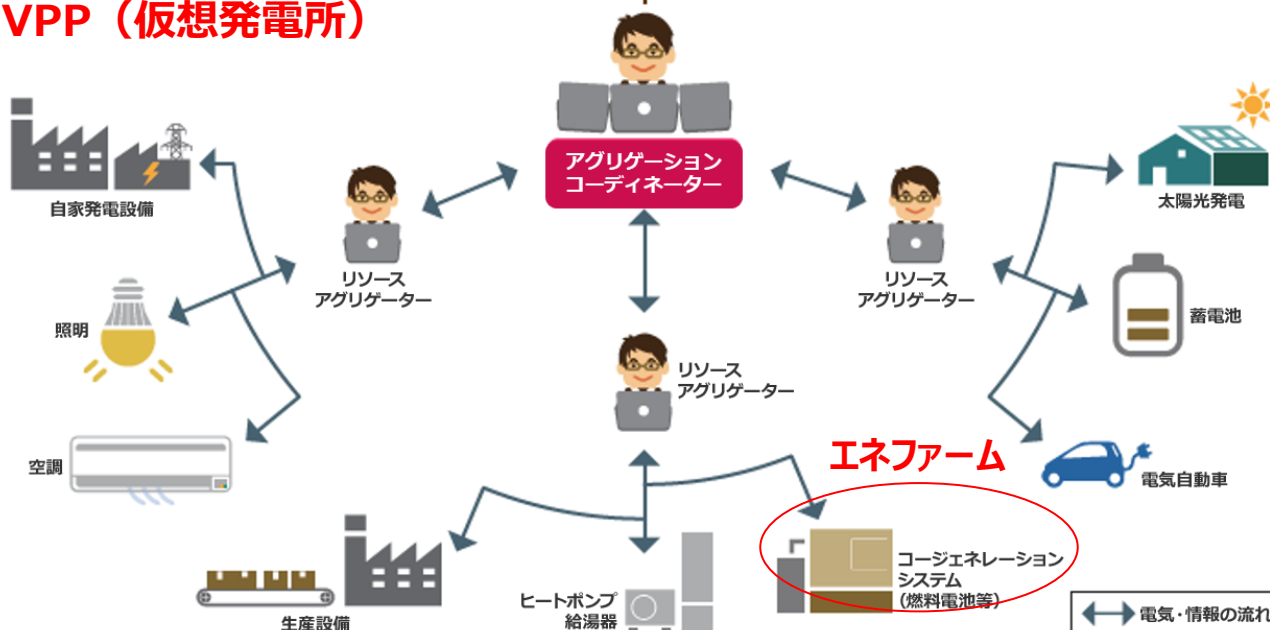 VPP（仮想発電所）
アグリゲーション
コーディネーター
自家発電設備
太陽光発電
リソース
アグリゲーター
リソース
アグリゲーター
照明
蓄電池
リソース
アグリゲーター
エネファーム
空調
電気自動車
コージェネレーション
システム
（燃料電池等）
ヒートポンプ
給湯器
生産設備
電気・情報の流れ